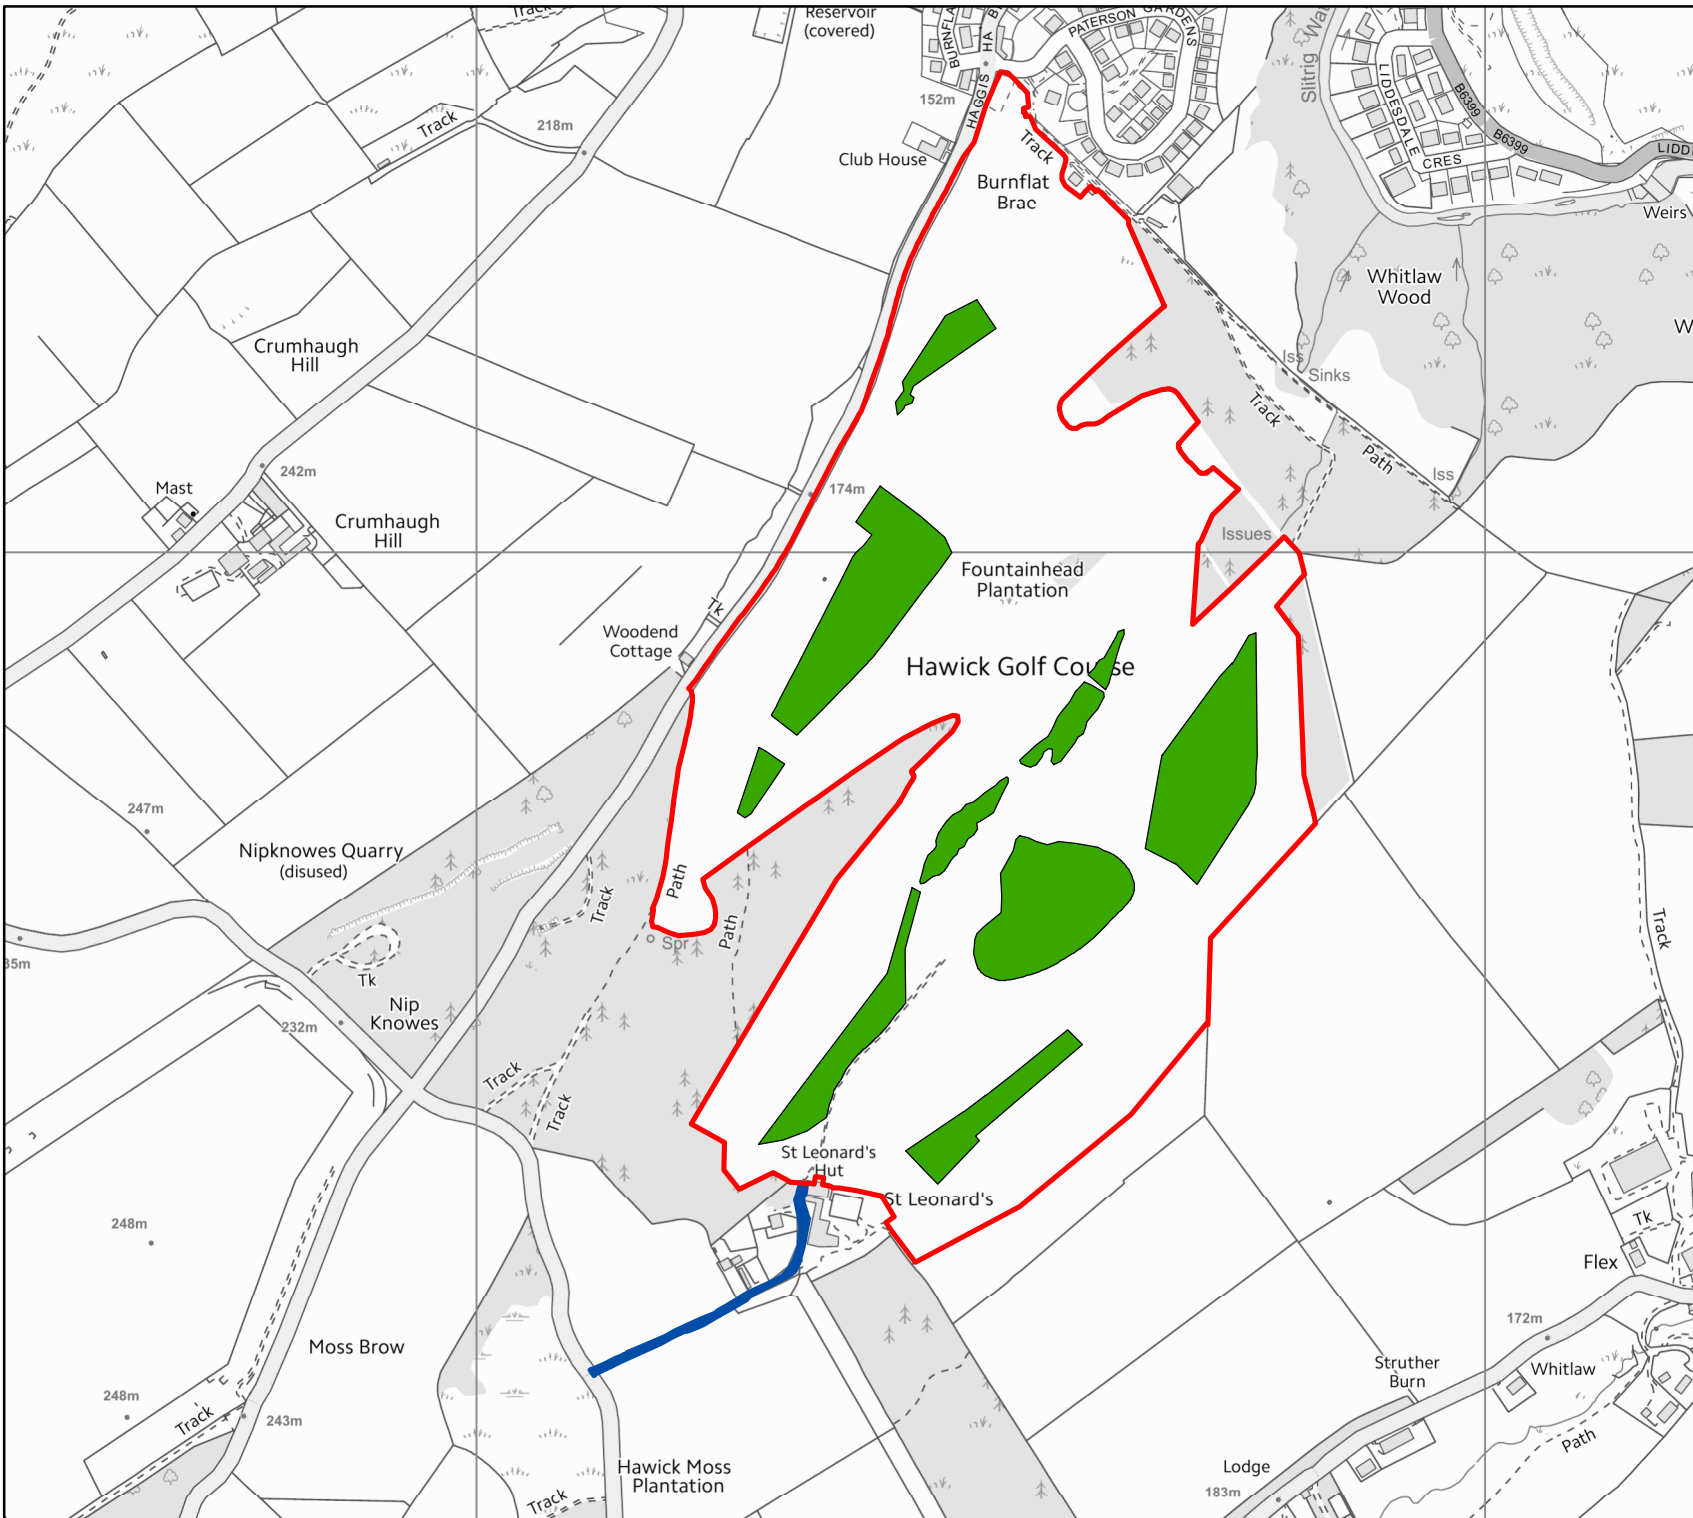 Track
Reservoir
(covered)
BURNFLA
HA
PATERSON GARDENS
HAGGIS
152m
Club House
Track
Burnflat
Brae
Slitrig Wat
LIDDESDALE
CRES
B6399
B6399
LIDD
Weirs
Whitlaw
Wood
W
218m
Track
Crumhaugh
Hill
Iss
Sinks
Track
Path
Iss
242m
Mast
Crumhaugh
Hill
174m
Issues
Fountainhead
Plantation
Tk
Woodend
Cottage
Hawick Golf Course
247m
Nipknowes Quarry
(disused)
Path
Track
Path
Spr
Track
35m
Tk
Nip
Knowes
232m
Track
Track
St Leonard's
Hut
St Leonard's
248m
Tk
Flex
Moss Brow
172m
Struther
Burn
Whitlaw
248m
Track
243m
Path
Hawick Moss
Plantation
Lodge
183m
Track